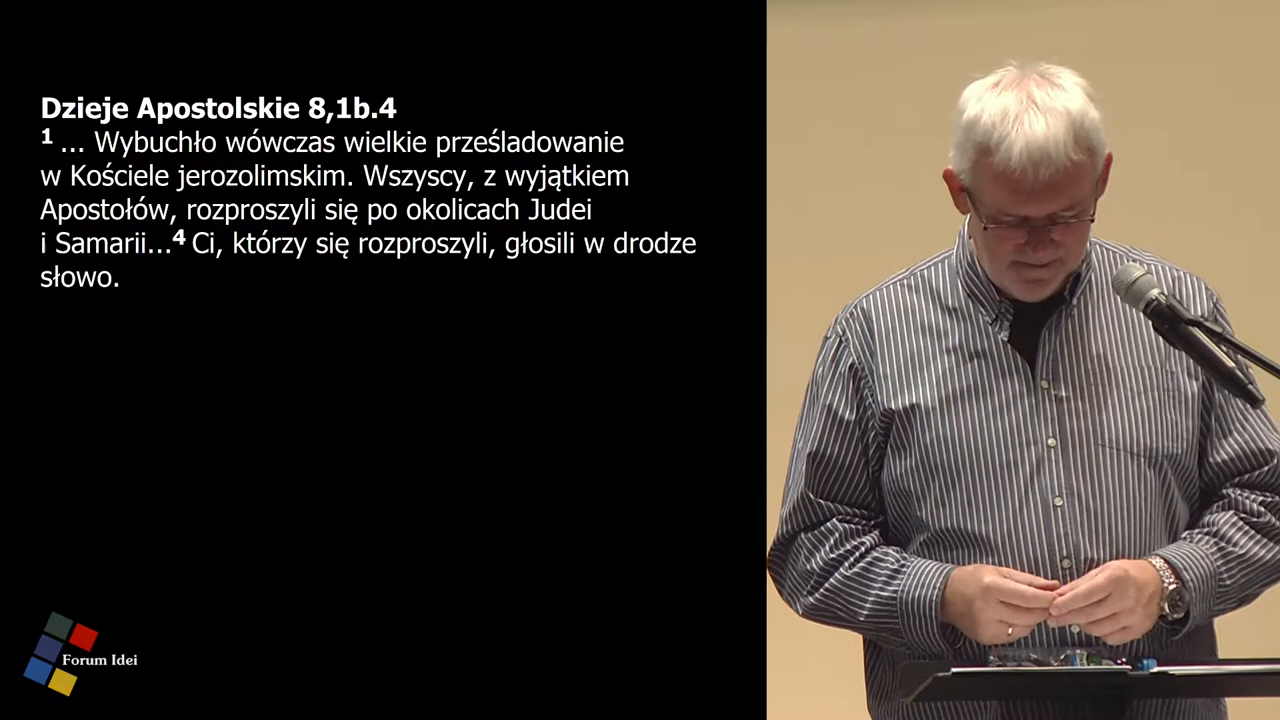 Dzieje Apostolskie 8,1b.4
1 ... Wybuchło wówczas wielkie prześladowanie
w Kościele jerozolimskim. Wszyscy, z wyjątkiem
Apostołów, rozproszyli się po okolicach Judei
i Samarii...4 Ci, którzy się rozproszyli, głosili w drodze
słowo.
Forum Idei